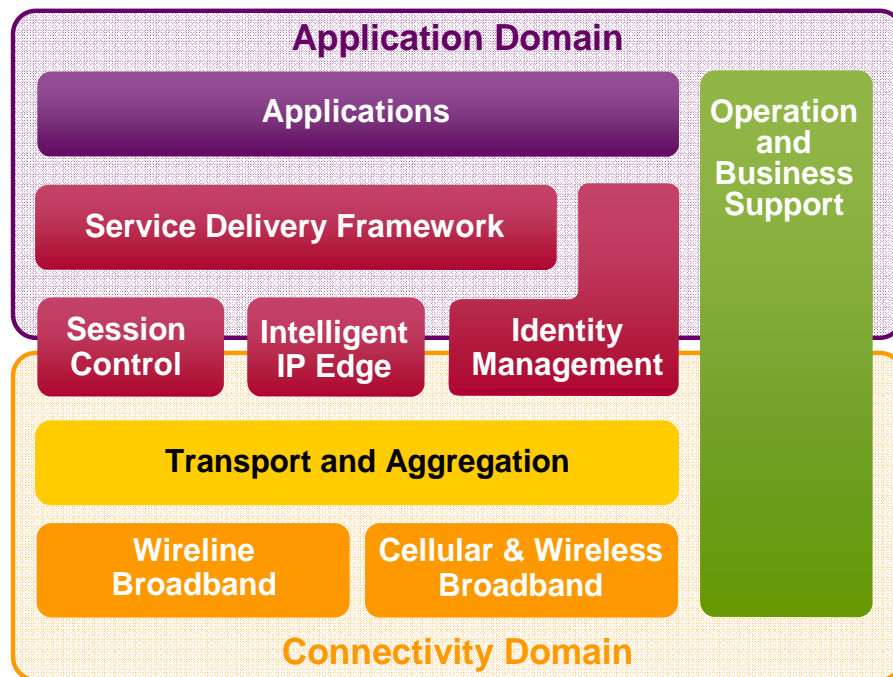 Application Domain
Applications
Operation
and
Business
Support
Service Delivery Framework
Session
Control
Intelligent
IP Edge
Identity
Management
Transport and Aggregation
Wireline
Broadband
Cellular & Wireless
Broadband
Connectivity Domain